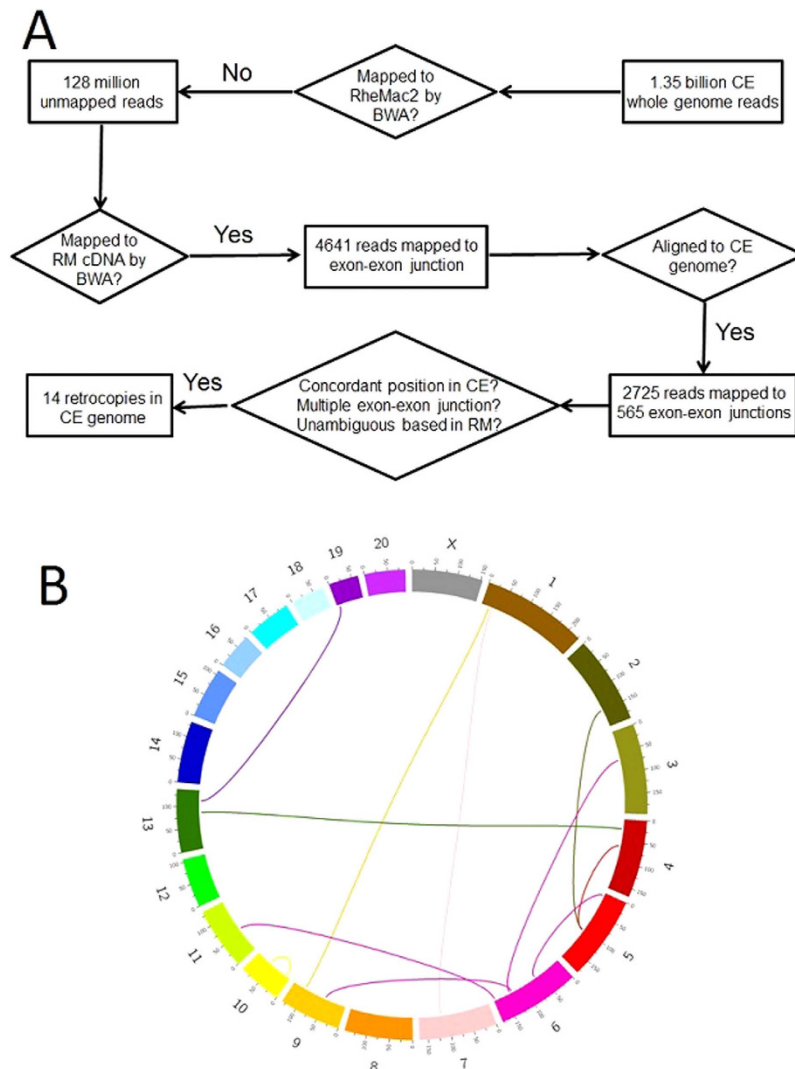 A
128 million
unmapped reads
No
Mapped to
RheMac2 by
BWA?
1.35 billion CE
whole genome reads
Mapped to
RM cDNA by
BWA?
Yes
4641 reads mapped to
exon-exon junction
Aligned to CE
genome?
Yes
14 retrocopies in
CE genome
Yes
Concordant position in CE?
Multiple exon-exon junction?
Unambiguous based in RM?
2725 reads mapped to
565 exon-exon junctions
B
X
1
2
3
4
5
6
7
8
9
10
11
12
13
14
15
16
17
18
19
20